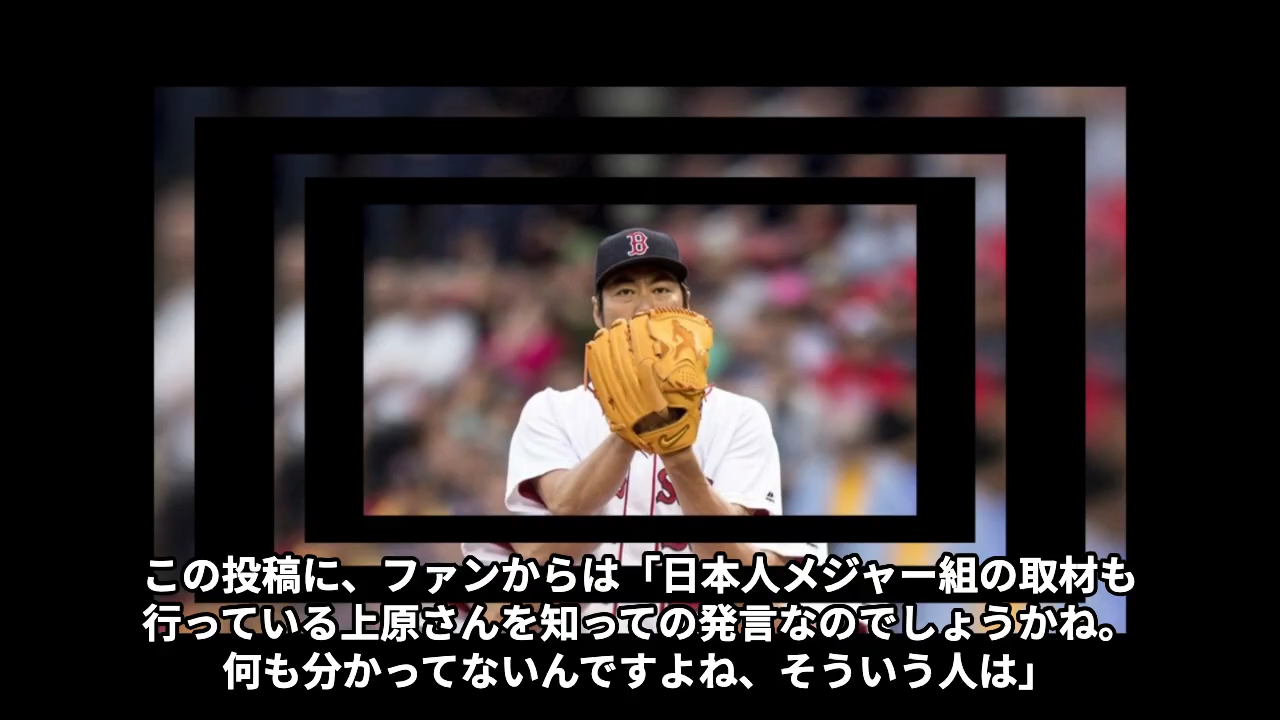 B
S
この投稿に、ファンからは「日本人メジャー組の取材も
行っている上原さんを知っての発言なのでしょうかね。
何も分かってないんですよね、そういう人は」